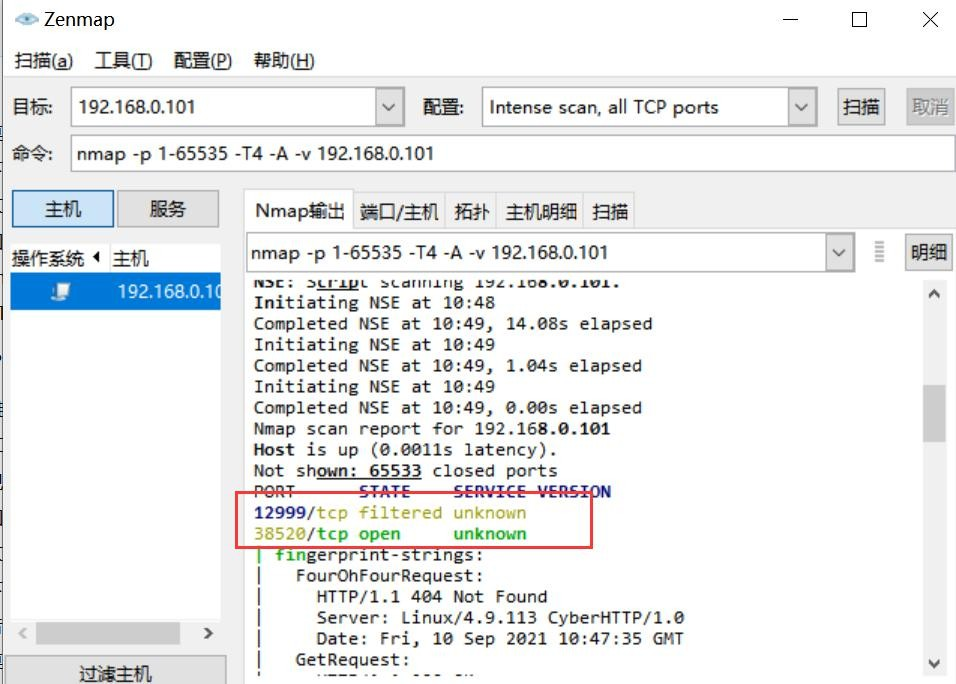 Zenmap
扫描(a) 工具(T) 配置(P) 帮助(H)
目标: 192.168.0.101 配置: Intense scan, all TCP ports 扫描 取消
命令: nmap -p 1-65535 -T4 -A -v 192.168.0.101
主机 服务
Nmap输出 端口/主机 拓扑 主机明细 扫描
操作系统 主机
192.168.0.10
nmap -p 1-65535 -T4 -A -v 192.168.0.101 明细
NSE: Script scanning 192.168.0.101.
Initiating NSE at 10:48
Completed NSE at 10:49, 14.08s elapsed
Initiating NSE at 10:49
Completed NSE at 10:49, 1.04s elapsed
Initiating NSE at 10:49
Completed NSE at 10:49, 0.00s elapsed
Nmap scan report for 192.168.0.101
Host is up (0.0011s latency).
Not shown: 65533 closed ports
PORT STATE SERVICE VERSION
12999/tcp filtered unknown
38520/tcp open unknown
| fingerprint-strings:
| FourOhFourRequest:
| HTTP/1.1 404 Not Found
| Server: Linux/4.9.113 CyberHTTP/1.0
| Date: Fri, 10 Sep 2021 10:47:35 GMT
| GetRequest:
过滤主机